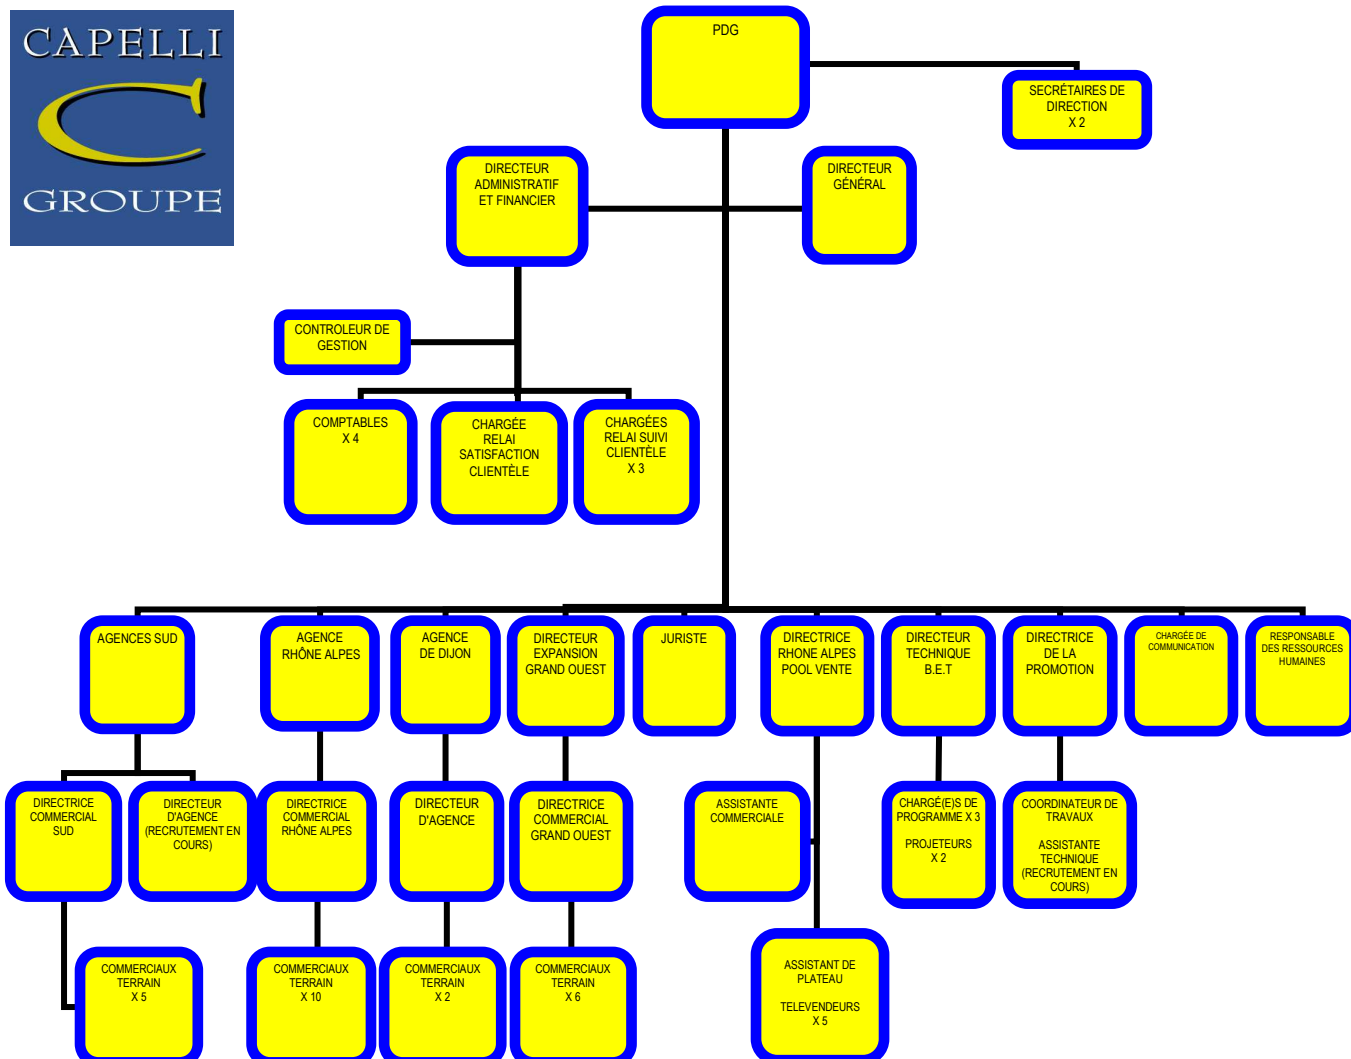 CAPELLI
GROUPE
PDG
SECRÉTAIRES DE
DIRECTION
X 2
DIRECTEUR
ADMINISTRATIF
ET FINANCIER
DIRECTEUR
GÉNÉRAL
CONTROLEUR DE
GESTION
COMPTABLES
X 4
CHARGÉE
RELAI
SATISFACTION
CLIENTÈLE
CHARGÉES
RELAI SUIVI
CLIENTÈLE
X 3
AGENCES SUD
AGENCE
RHÔNE ALPES
AGENCE
DE DIJON
DIRECTEUR
EXPANSION
GRAND OUEST
JURISTE
DIRECTRICE
RHONE ALPES
POOL VENTE
DIRECTEUR
TECHNIQUE
B.E.T
DIRECTRICE
DE LA
PROMOTION
CHARGÉE DE
COMMUNICATION
RESPONSABLE
DES RESSOURCES
HUMAINES
DIRECTRICE
COMMERCIAL
SUD
DIRECTEUR
D'AGENCE
(RECRUTEMENT EN
COURS)
DIRECTRICE
COMMERCIAL
RHÔNE ALPES
DIRECTEUR
D'AGENCE
DIRECTRICE
COMMERCIAL
GRAND OUEST
ASSISTANTE
COMMERCIALE
CHARGÉ(E)S DE
PROGRAMME X 3
PROJETEURS
X 2
COORDINATEUR DE
TRAVAUX
ASSISTANTE
TECHNIQUE
(RECRUTEMENT EN
COURS)
COMMERCIAUX
TERRAIN
X 5
COMMERCIAUX
TERRAIN
X 10
COMMERCIAUX
TERRAIN
X 2
COMMERCIAUX
TERRAIN
X 6
ASSISTANT DE
PLATEAU
TELEVENDEURS
X 5